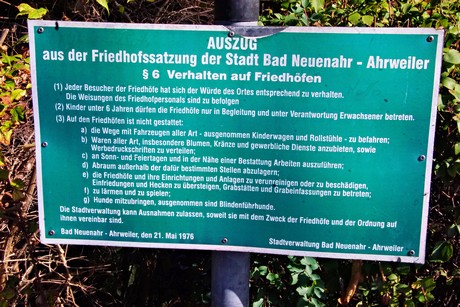 AUSZUG
aus der Friedhofssatzung der Stadt Bad Neuenahr - Ahrweiler
§ 6 Verhalten auf Friedhöfen
(1) Jeder Besucher der Friedhöfe hat sich der Würde des Ortes entsprechend zu verhalten.
Die Weisungen des Friedhofpersonals sind zu befolgen
(2) Kinder unter 6 Jahren dürfen die Friedhöfe nur in Begleitung und unter Verantwortung Erwachsener betreten.
(3) Auf den Friedhöfen ist nicht gestattet:
a) die Wege mit Fahrzeugen aller Art - ausgenommen Kinderwagen und Rollstühle - zu befahren;
b) Waren aller Art, insbesondere Blumen, Kränze und gewerbliche Dienste anzubieten, sowie
Werbedruckschriften zu verteilen;
c) an Sonn- und Feiertagen und in der Nähe einer Bestattung Arbeiten auszuführen;
d) Abraum außerhalb der dafür bestimmten Stellen abzulagern;
e) die Friedhöfe und ihre Einrichtungen und Anlagen zu verunreinigen oder zu beschädigen,
Einfriedungen und Hecken zu übersteigen, Grabstätten und Grabeinfassungen zu betreten;
f) zu lärmen und zu spielen;
g) Hunde mitzubringen, ausgenommen sind Blindenführhunde.
Die Stadtverwaltung kann Ausnahmen zulassen, soweit sie mit dem Zweck der Friedhöfe und der Ordnung auf
ihnen vereinbar sind.
Bad Neuenahr - Ahrweiler, den 21. Mai 1976 Stadtverwaltung Bad Neuenahr - Ahrweiler